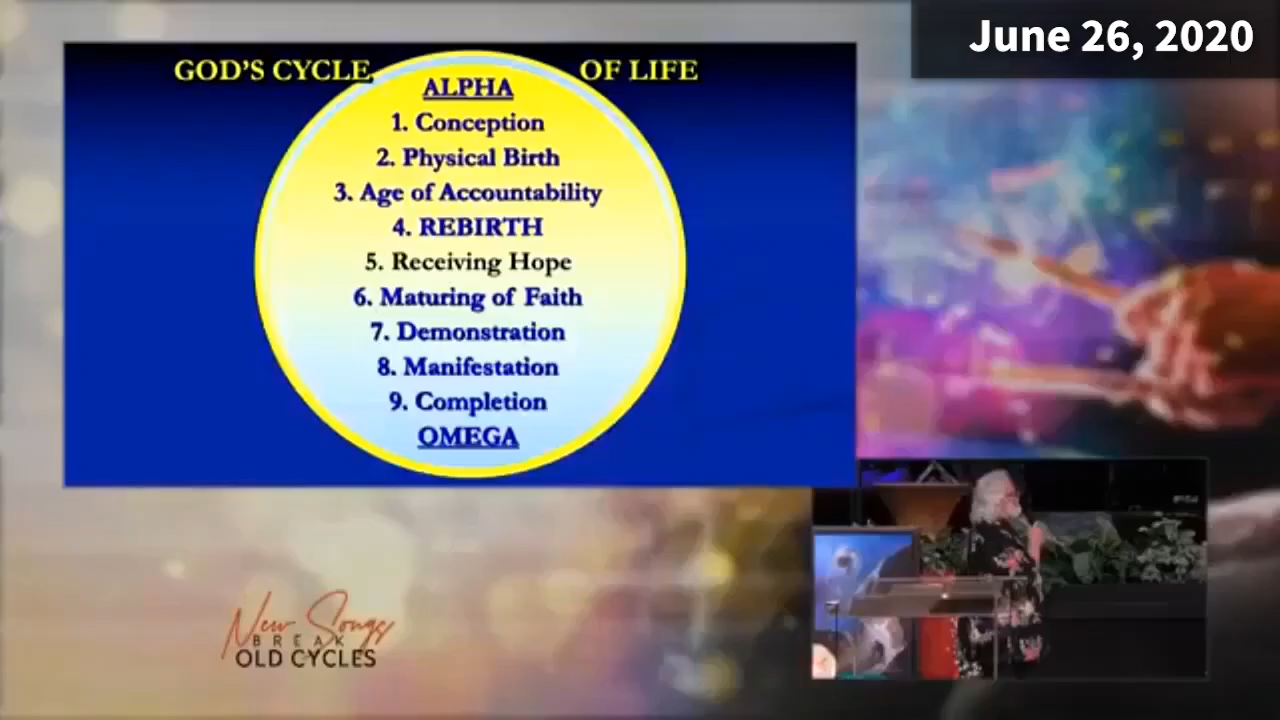 June 26, 2020
GOD'S CYCLE OF LIFE
ALPHA
1. Conception
2. Physical Birth
3. Age of Accountability
4. REBIRTH
5. Receiving Hope
6. Maturing of Faith
7. Demonstration
8. Manifestation
9. Completion
OMEGA
New Songs
BREAK
OLD CYCLES